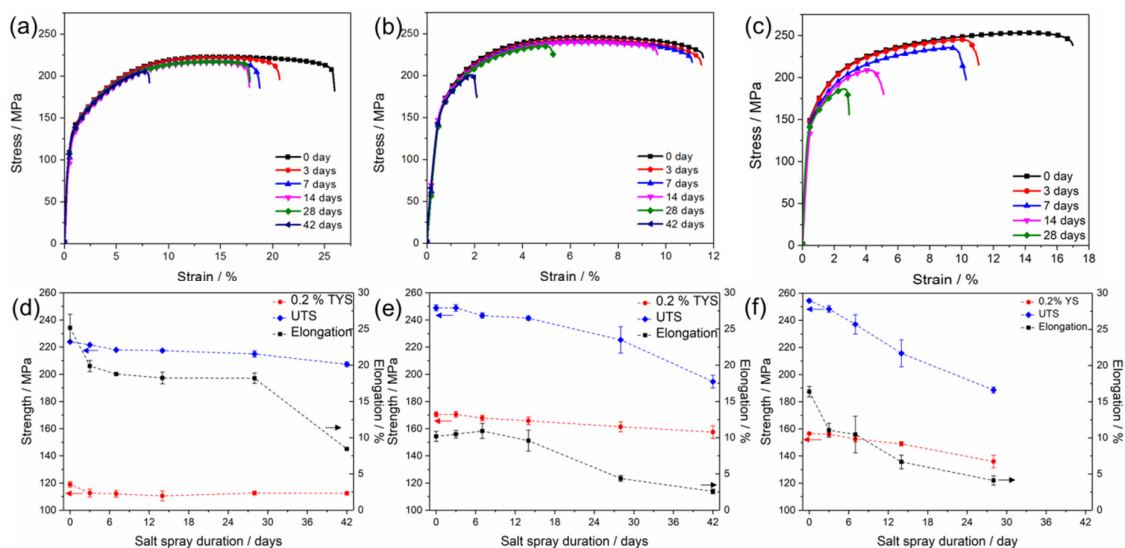 (a)
250
200
150
100
50
0
Stress / MPa
0 day
3 days
7 days
14 days
28 days
42 days
0 5 10 15 20 25
Strain / %
(b)
250
200
150
100
50
0
Stress / MPa
0 day
3 days
7 days
14 days
28 days
42 days
0 2 4 6 8 10 12
Strain / %
(c)
250
200
150
100
50
0
Stress / MPa
0 day
3 days
7 days
14 days
28 days
0 2 4 6 8 10 12 14 16 18
Strain / %
(d)
260
240
220
200
180
160
140
120
100
Strength / MPa
0.2 % TYS
UTS
Elongation
30
25
20
15
10
5
0
Elongation / %
0 6 12 18 24 30 36 42
Salt spray duration / days
(e)
260
240
220
200
180
160
140
120
100
Strength / MPa
0.2 % TYS
UTS
Elongation
30
25
20
15
10
5
0
Elongation / %
0 6 12 18 24 30 36 42
Salt spray duration / days
(f)
260
240
220
200
180
160
140
120
100
Strength / MPa
0.2% YS
UTS
Elongation
30
25
20
15
10
5
0
Elongation / %
0 6 12 18 24 30 36 42
Salt spray duration / day